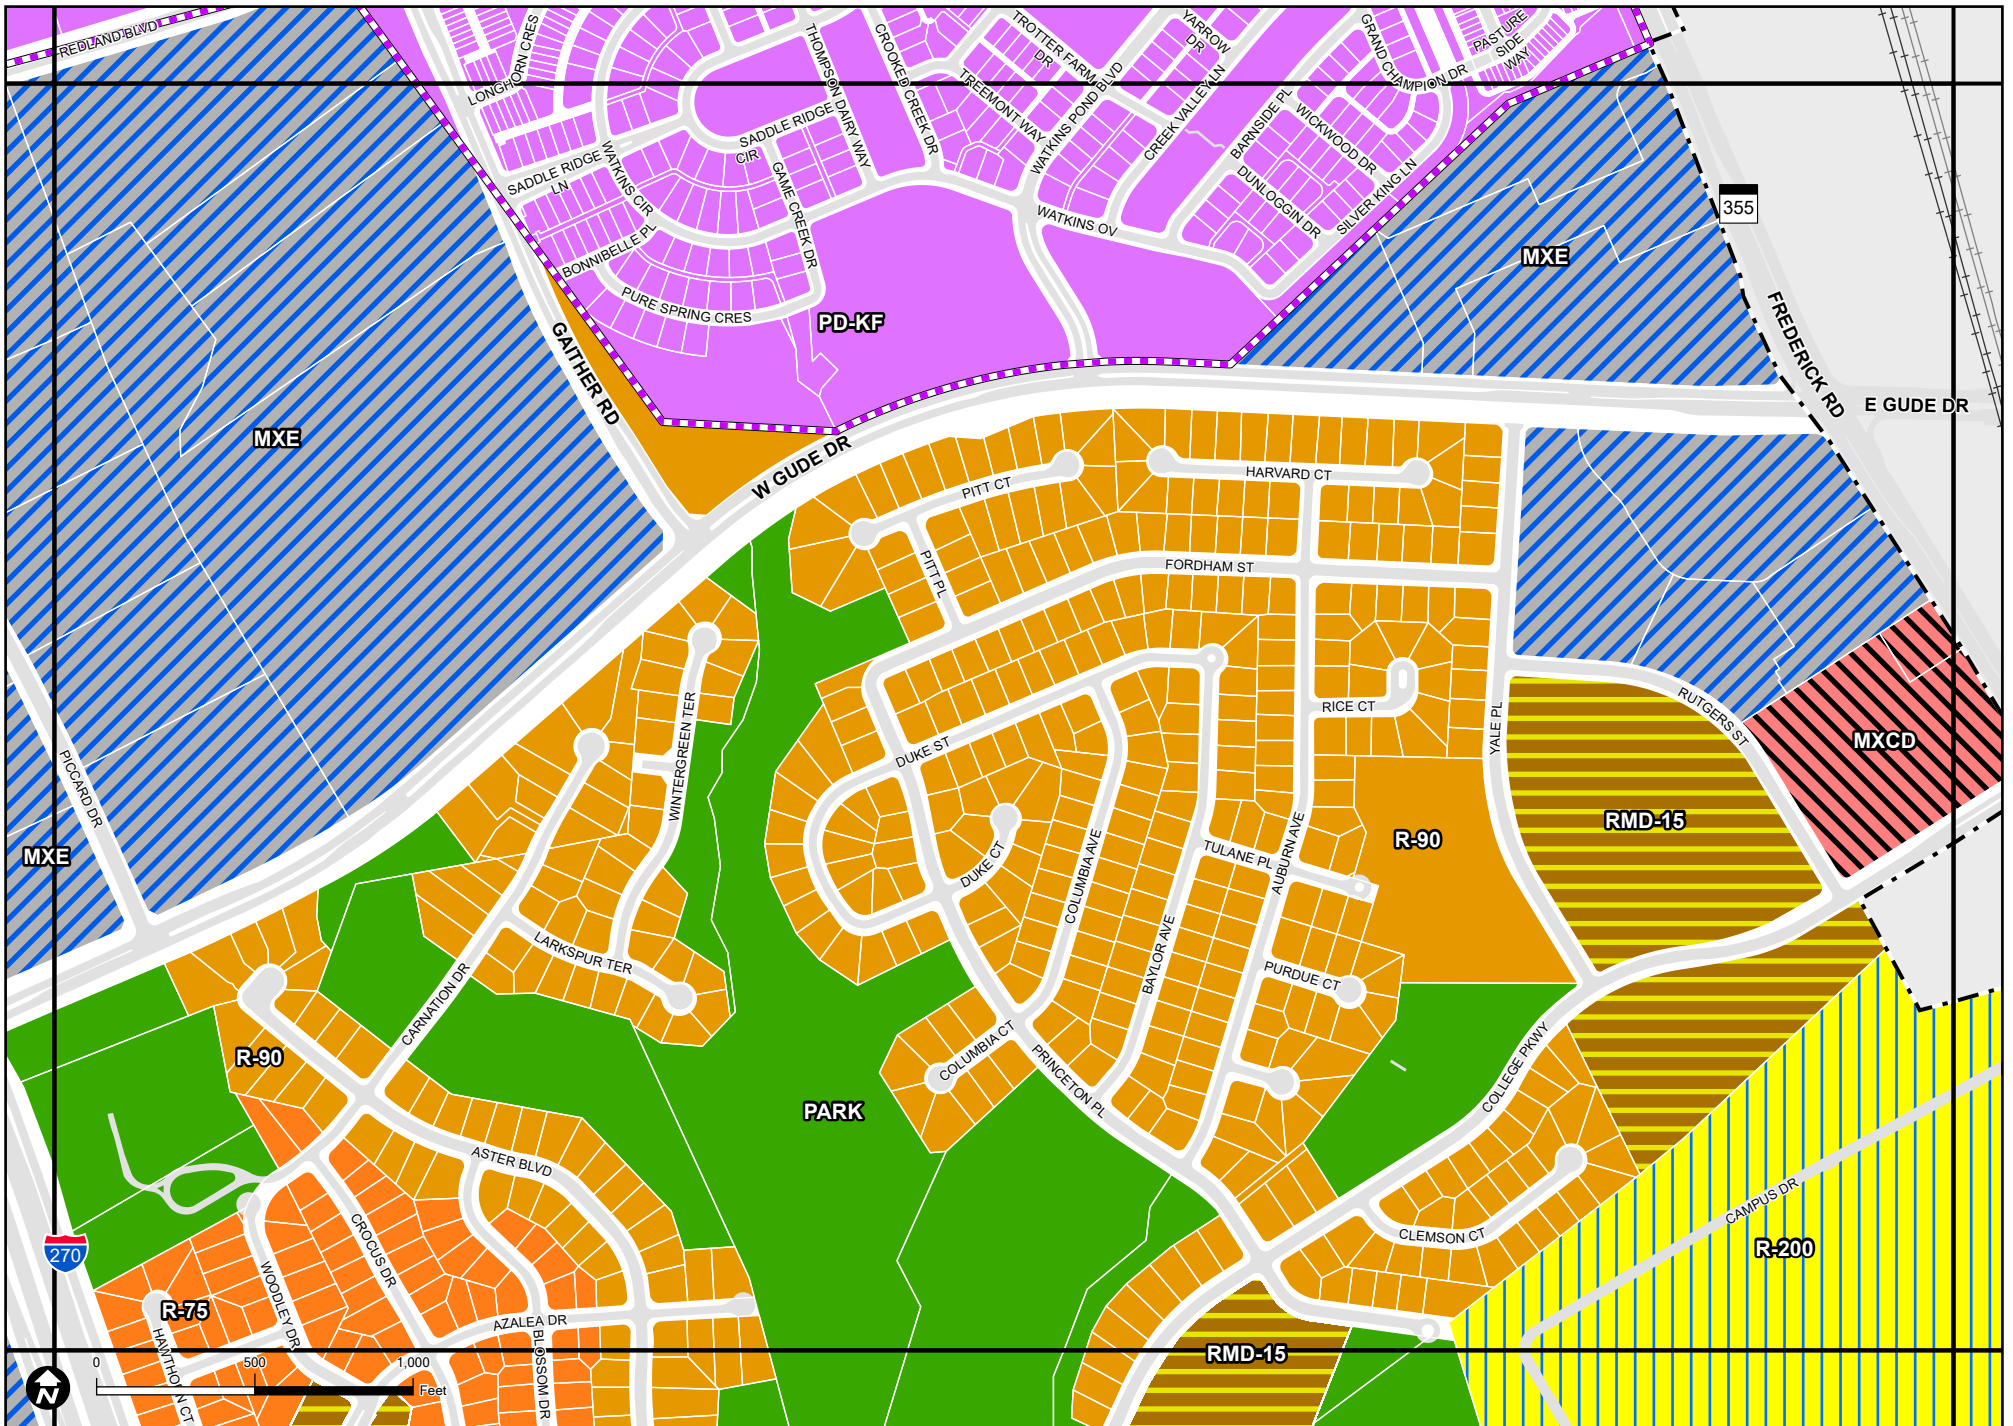 REDLAND BLVD
LONGHORN CRES
THOMPSON DAIRY WAY
CROOKED CREEK DR
TROTTER FARM
DR
YARROW
DR
GRAND CHAMPION DR
PASTURE
SIDE
WAY
TREEMONT WAY
WATKINS POND BLVD
CREEK VALLEY LN
BARNSIDE PL
WICKWOOD DR
SADDLE RIDGE
CIR
SADDLE RIDGE
LN
WATKINS CIR
GAME CREEK DR
DUNLOGGIN DR
SILVER KING LN
355
WATKINS OV
BONNIBELLE PL
MXE
PURE SPRING CRES
PD-KF
GAITHER RD
FREDERICK RD
E GUDE DR
MXE
W GUDE DR
PITT CT
HARVARD CT
PITT PL
FORDHAM ST
WINTERGREEN TER
RICE CT
YALE PL
RUTGERS ST
MXCD
DUKE ST
PICCARD DR
RMD-15
R-90
MXE
DUKE CT
COLUMBIA AVE
TULANE PL
AUBURN AVE
LARKSPUR TER
BAYLOR AVE
PURDUE CT
CARNATION DR
COLUMBIA CT
PRINCETON PL
COLLEGE PKWY
R-90
PARK
ASTER BLVD
CAMPUS DR
CROCUS DR
CLEMSON CT
R-200
270
WOODLEY DR
R-75
AZALEA DR
BLOSSOM DR
HAWTHORN CT
RMD-15
0 500 1,000
Feet
N